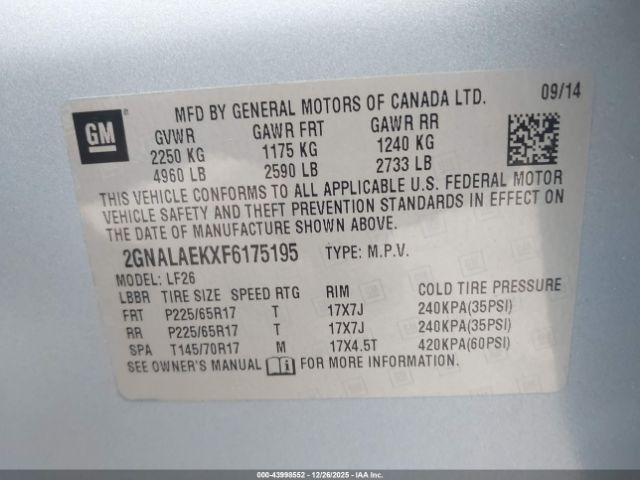 GM
MFD BY GENERAL MOTORS OF CANADA LTD. 09/14
GVWR GAWR FRT GAWR RR
2250 KG 1175 KG 1240 KG
4960 LB 2590 LB 2733 LB
THIS VEHICLE CONFORMS TO ALL APPLICABLE U.S. FEDERAL MOTOR
VEHICLE SAFETY AND THEFT PREVENTION STANDARDS IN EFFECT ON
THE DATE OF MANUFACTURE SHOWN ABOVE.
2GNALAEKXF6175195 TYPE: M.P.V.
MODEL: LF26
LBBR TIRE SIZE SPEED RTG RIM COLD TIRE PRESSURE
FRT P225/65R17 T 17X7J 240KPA(35PSI)
RR P225/65R17 T 17X7J 240KPA(35PSI)
SPA T145/70R17 M 17X4.5T 420KPA(60PSI)
SEE OWNER'S MANUAL i FOR MORE INFORMATION.
000-43998552 - 12/26/2025 - IAA, Inc.